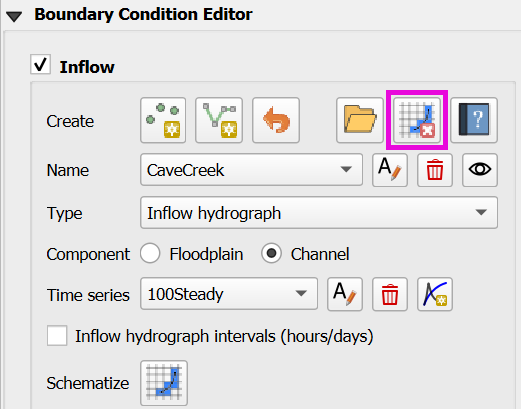 Boundary Condition Editor
Inflow
Create
?
Name CaveCreek A
Type Inflow hydrograph
Component Floodplain Channel
Time series 100Steady A
Inflow hydrograph intervals (hours/days)
Schematize